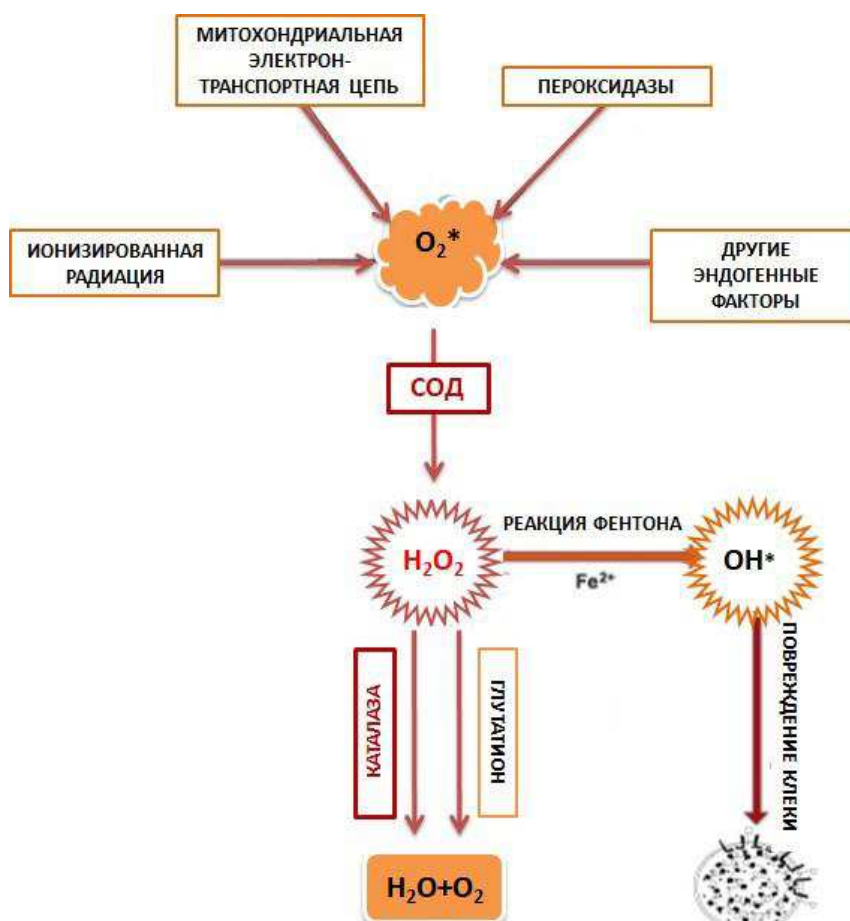 МИТОХОНДРИАЛЬНАЯ
ЭЛЕКТРОН-
ТРАНСПОРТНАЯ ЦЕПЬ
ПЕРОКСИДАЗЫ
ИОНИЗИРОВАННАЯ
РАДИАЦИЯ
O₂*
ДРУГИЕ
ЭНДОГЕННЫЕ
ФАКТОРЫ
СОД
H₂O₂
РЕАКЦИЯ ФЕНТОНА
Fe²⁺
OH*
КАТАЛАЗА
ГЛУТАТИОН
ПОВРЕЖДЕНИЕ КЛЕКИ
H₂O+O₂